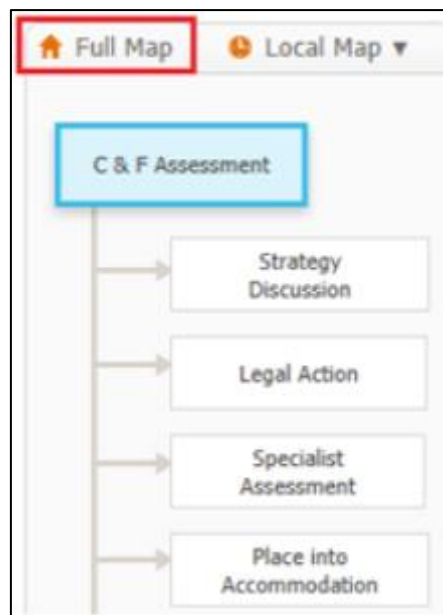 Full Map Local Map ▼
C & F Assessment
Strategy
Discussion
Legal Action
Specialist
Assessment
Place into
Accommodation